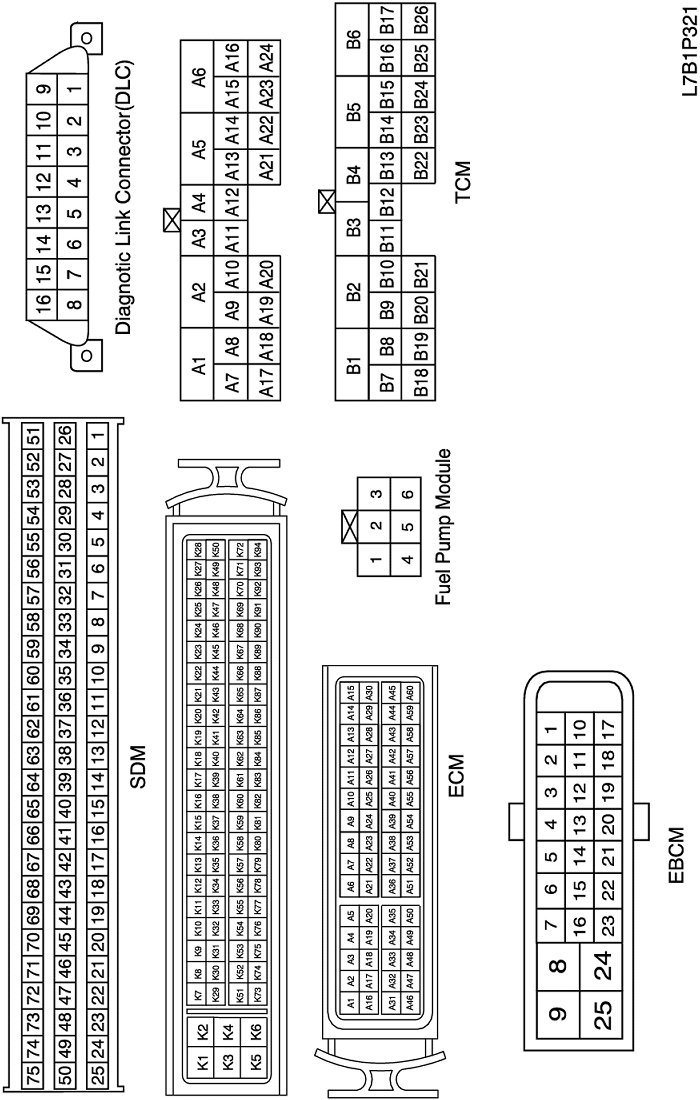 75 74 73 72 71 70 69 68 67 66 65 64 63 62 61 60 59 58 57 56 55 54 53 52 51
50 49 48 47 46 45 44 43 42 41 40 39 38 37 36 35 34 33 32 31 30 29 28 27 26
25 24 23 22 21 20 19 18 17 16 15 14 13 12 11 10 9 8 7 6 5 4 3 2 1
SDM
16 15 14 13 12 11 10 9
8 7 6 5 4 3 2 1
Diagnotic Link Connector(DLC)
K1 K2
K3 K4
K5 K6
K7 K8 K9 K10 K11 K12 K13 K14 K15 K16 K17 K18 K19 K20 K21 K22 K23 K24 K25 K26 K27 K28
K29 K30 K31 K32 K33 K34 K35 K36 K37 K38 K39 K40 K41 K42 K43 K44 K45 K46 K47 K48 K49 K50
K51 K52 K53 K54 K55 K56 K57 K58 K59 K60 K61 K62 K63 K64 K65 K66 K67 K68 K69 K70 K71 K72
K73 K74 K75 K76 K77 K78 K79 K80 K81 K82 K83 K84 K85 K86 K87 K88 K89 K90 K91 K92 K93 K94
A1 A2 A3 A4 A5 A6 A7 A8 A9 A10 A11 A12 A13 A14 A15
A16 A17 A18 A19 A20 A21 A22 A23 A24 A25 A26 A27 A28 A29 A30
A31 A32 A33 A34 A35 A36 A37 A38 A39 A40 A41 A42 A43 A44 A45
A46 A47 A48 A49 A50 A51 A52 A53 A54 A55 A56 A57 A58 A59 A60
ECM
A1 A2 A3 A4 A5 A6
A7 A8 A9 A10 A11 A12 A13 A14 A15 A16
A17 A18 A19 A20 A21 A22 A23 A24
B1 B2 B3 B4 B5 B6
B7 B8 B9 B10 B11 B12 B13 B14 B15 B16 B17
B18 B19 B20 B21 B22 B23 B24 B25 B26
TCM
1 2 3
4 5 6
Fuel Pump Module
9 8 7 6 5 4 3 2 1
16 15 14 13 12 11 10
25 24 23 22 21 20 19 18 17
EBCM
L7B1P321